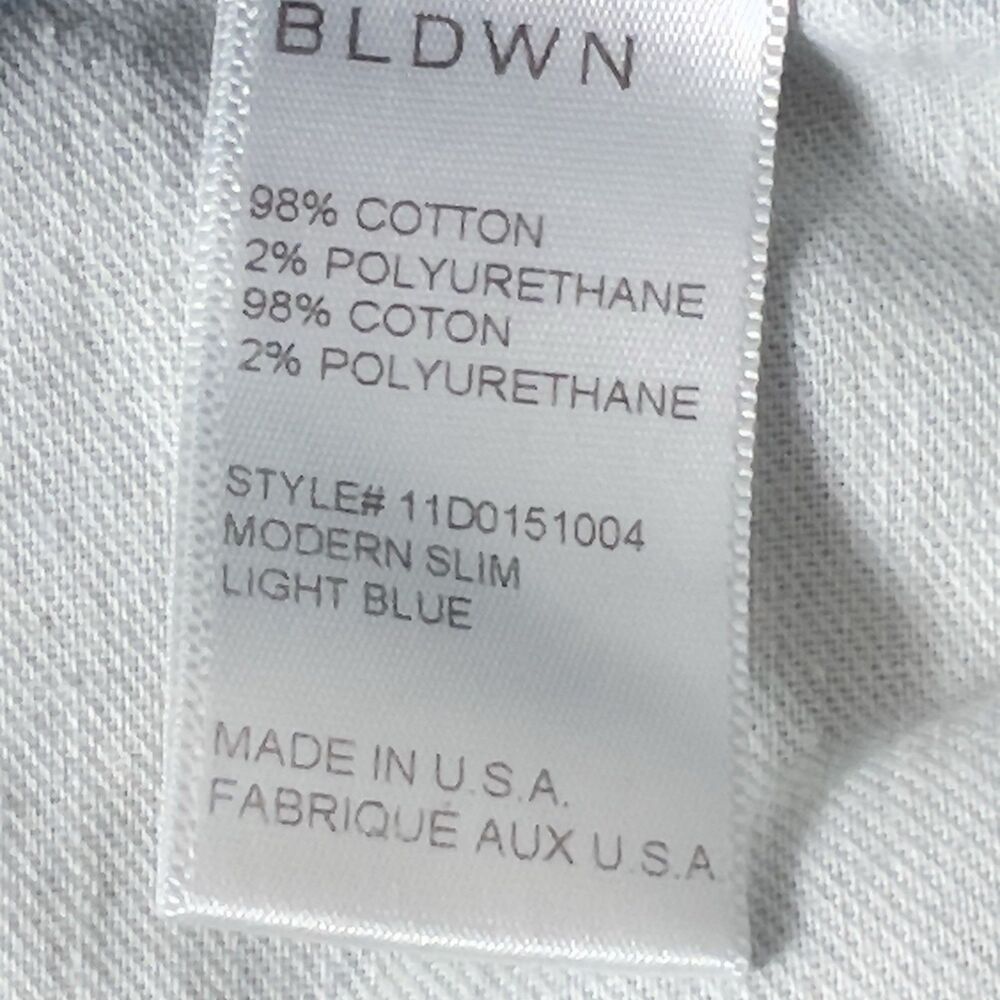 BLDWN
98% COTTON
2% POLYURETHANE
98% COTON
2% POLYURETHANE
STYLE# 11D0151004
MODERN SLIM
LIGHT BLUE
MADE IN U.S.A.
FABRIQUÉ AUX U.S.A